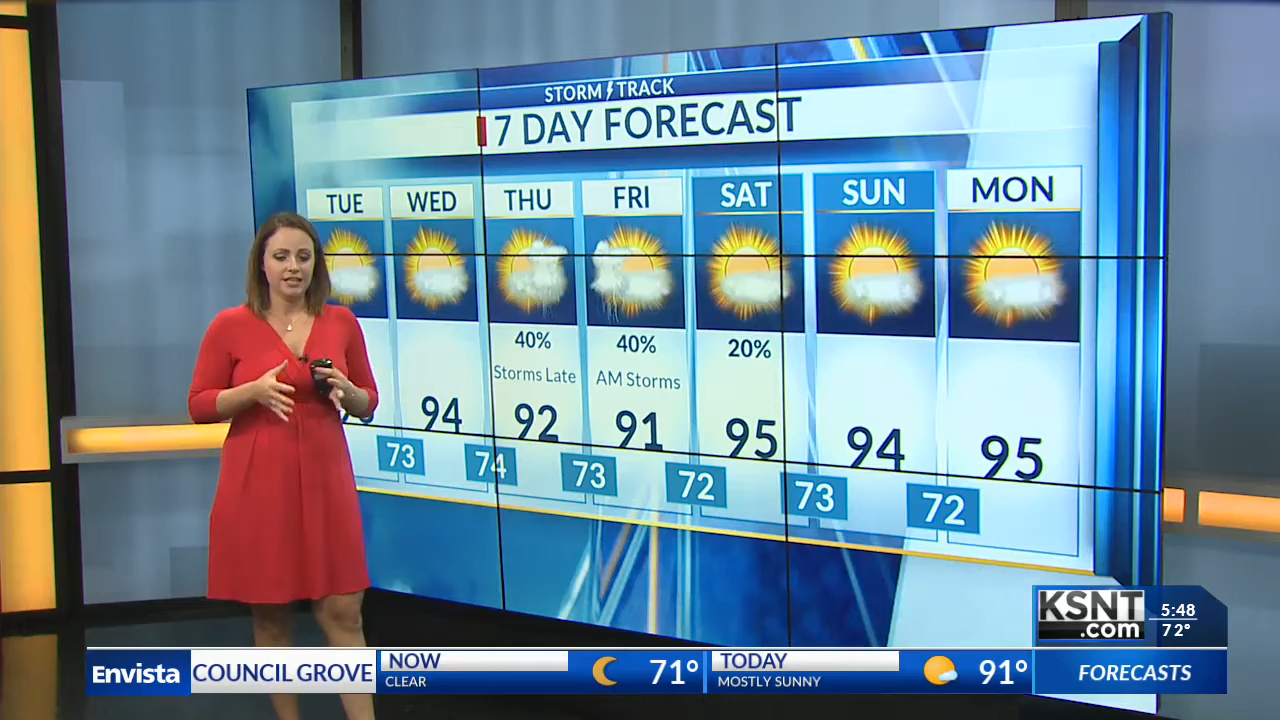 STORM TRACK
7 DAY FORECAST
TUE WED THU FRI SAT SUN MON
40% 40% 20%
Storms Late AM Storms
94 92 91 95 94 95
73 74 73 72 73 72
KSNT
.com
5:48
72°
Envista COUNCIL GROVE NOW 71° TODAY 91° FORECASTS
CLEAR MOSTLY SUNNY